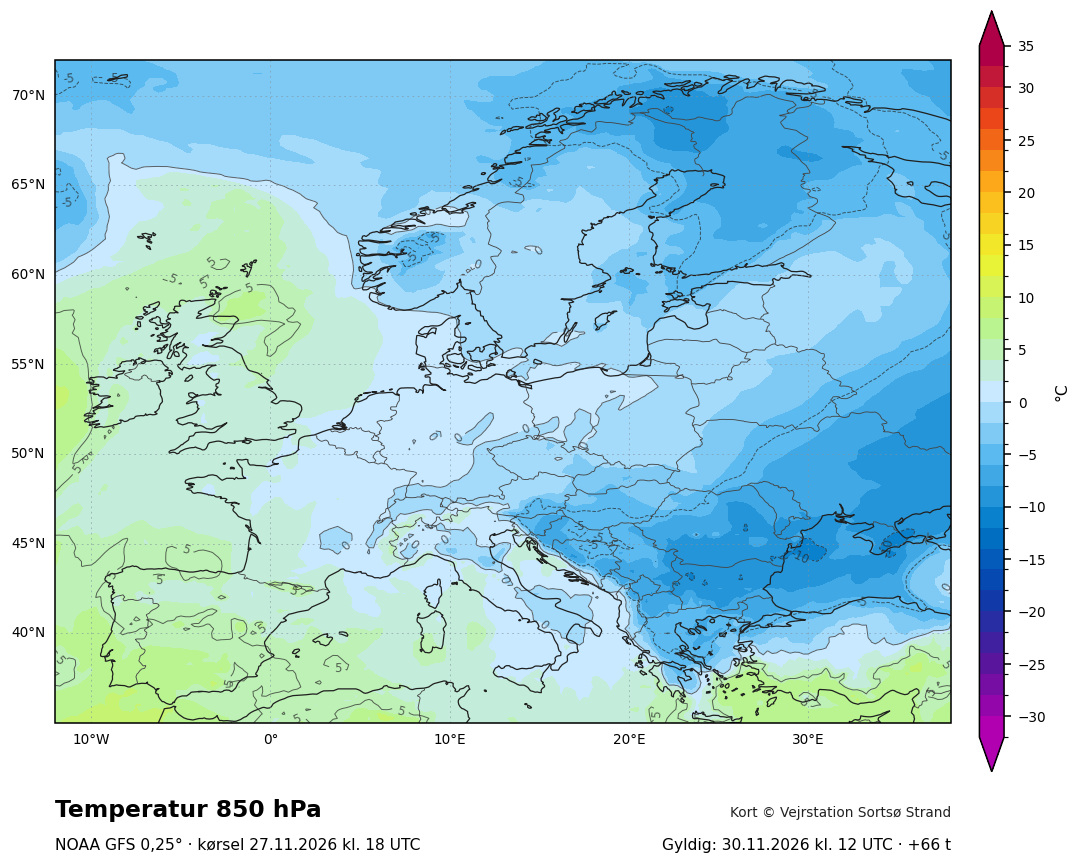 35
30
25
20
15
10
5
0
−5
−10
−15
−20
−25
−30
°C
70°N
65°N
60°N
55°N
50°N
45°N
40°N
10°W 0° 10°E 20°E 30°E
Temperatur 850 hPa
Kort © Vejrstation Sortsø Strand
NOAA GFS 0,25° · kørsel 27.11.2026 kl. 18 UTC
Gyldig: 30.11.2026 kl. 12 UTC · +66 t